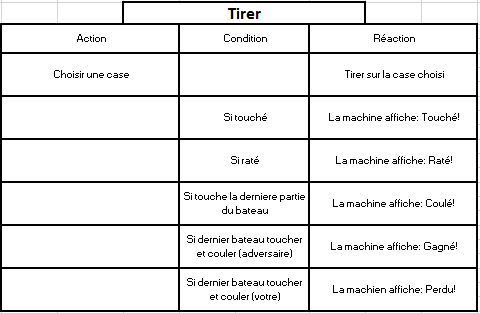 Tirer
Action Condition Réaction
Choisir une case Tirer sur la case choisi
Si touché La machine affiche: Touché!
Si raté La machine affiche: Raté!
Si touche la derniere partie
du bateau
La machine affiche: Coulé!
Si dernier bateau toucher
et couler (adversaire)
La machine affiche: Gagné!
Si dernier bateau toucher
et couler (votre)
La machien affiche: Perdu!